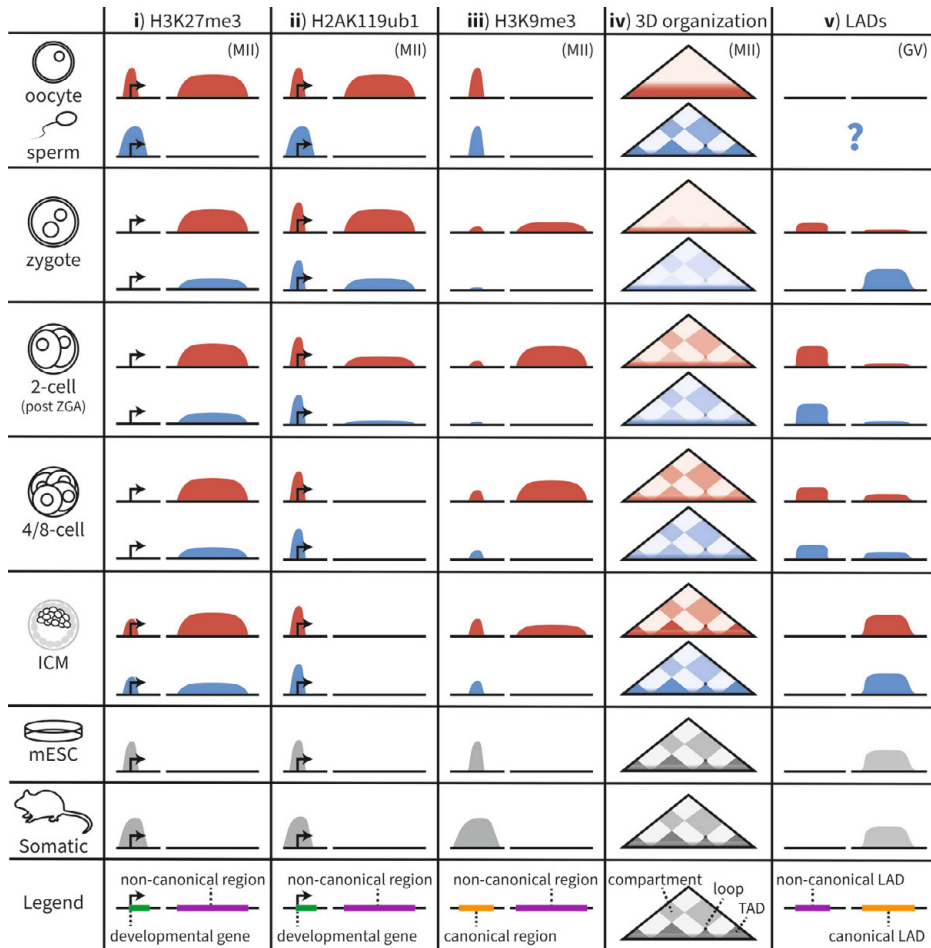 i) H3K27me3
ii) H2AK119ub1
iii) H3K9me3
iv) 3D organization
v) LADs
(MII)
(MII)
(MII)
(MII)
(GV)
oocyte
sperm
?
zygote
2-cell
(post ZGA)
4/8-cell
ICM
mESC
Somatic
Legend
non-canonical region
developmental gene
non-canonical region
developmental gene
non-canonical region
canonical region
compartment
loop
TAD
non-canonical LAD
canonical LAD